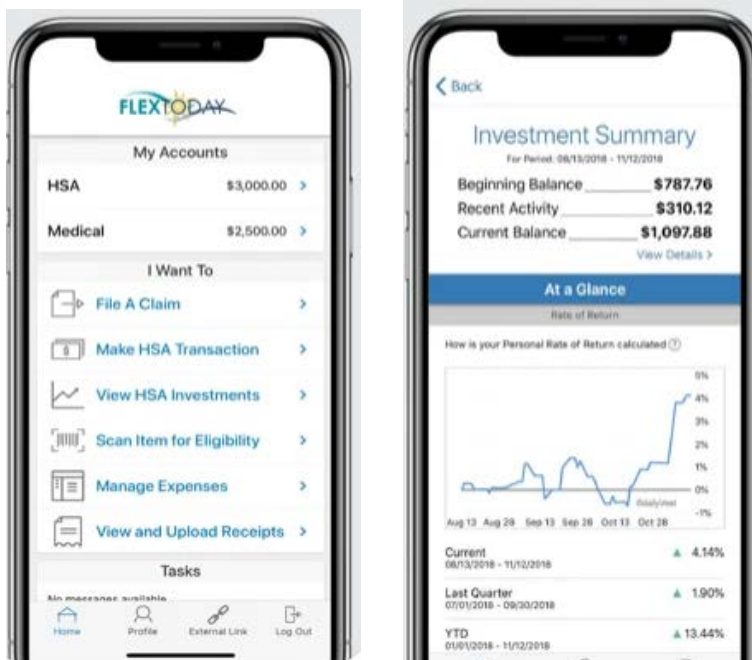 FLEXTODAY
My Accounts
HSA $3,000.00 >
Medical $2,500.00 >
I Want To
File A Claim >
Make HSA Transaction >
View HSA Investments >
Scan Item for Eligibility >
Manage Expenses >
View and Upload Receipts >
Tasks
No messages available
Home Profile External Link Log Out
Back
Investment Summary
For Period: 08/13/2018 - 11/12/2018
Beginning Balance $787.76
Recent Activity $310.12
Current Balance $1,097.88
View Details >
At a Glance
Rate of Return
How is your Personal Rate of Return calculated ?
5%
4%
3%
2%
1%
0%
-1%
Aug 13 Aug 28 Sep 13 Sep 28 Oct 13 Oct 28
Current ▲ 4.14%
08/13/2018 - 11/12/2018
Last Quarter ▲ 1.90%
07/01/2018 - 09/30/2018
YTD ▲ 13.44%
01/01/2018 - 11/12/2018